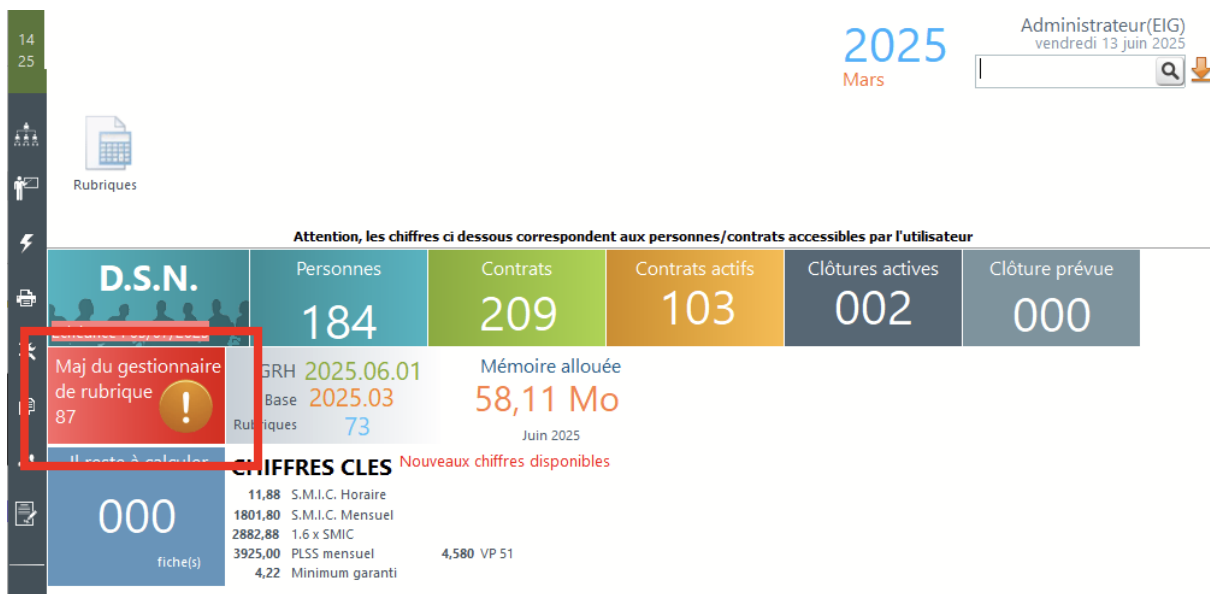 14
25
2025
Mars
Administrateur(EIG)
vendredi 13 juin 2025
Rubriques
Attention, les chiffres ci dessous correspondent aux personnes/contrats accessibles par l'utilisateur
D.S.N.
Personnes
184
Contrats
209
Contrats actifs
103
Clôtures actives
002
Clôture prévue
000
Maj du gestionnaire
de rubrique
87
GRH 2025.06.01
Base 2025.03
Rubriques 73
Mémoire allouée
58,11 Mo
Juin 2025
Il reste à calculer
000
fiche(s)
CHIFFRES CLES Nouveaux chiffres disponibles
11,88 S.M.I.C. Horaire
1801,80 S.M.I.C. Mensuel
2882,88 1.6 x SMIC
3925,00 PLSS mensuel 4,580 VP 51
4,22 Minimum garanti